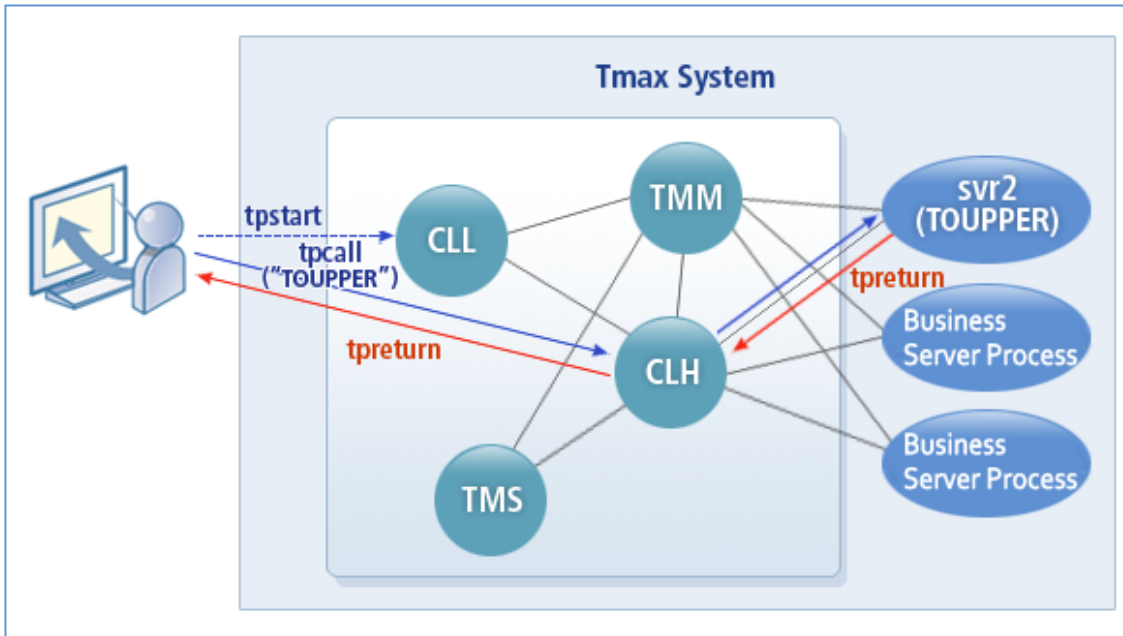 Tmax System
tpstart
CLL
TMM
svr2
(TOUPPER)
tpcall
(“TOUPPER”)
tpreturn
tpreturn
CLH
Business
Server Process
TMS
Business
Server Process